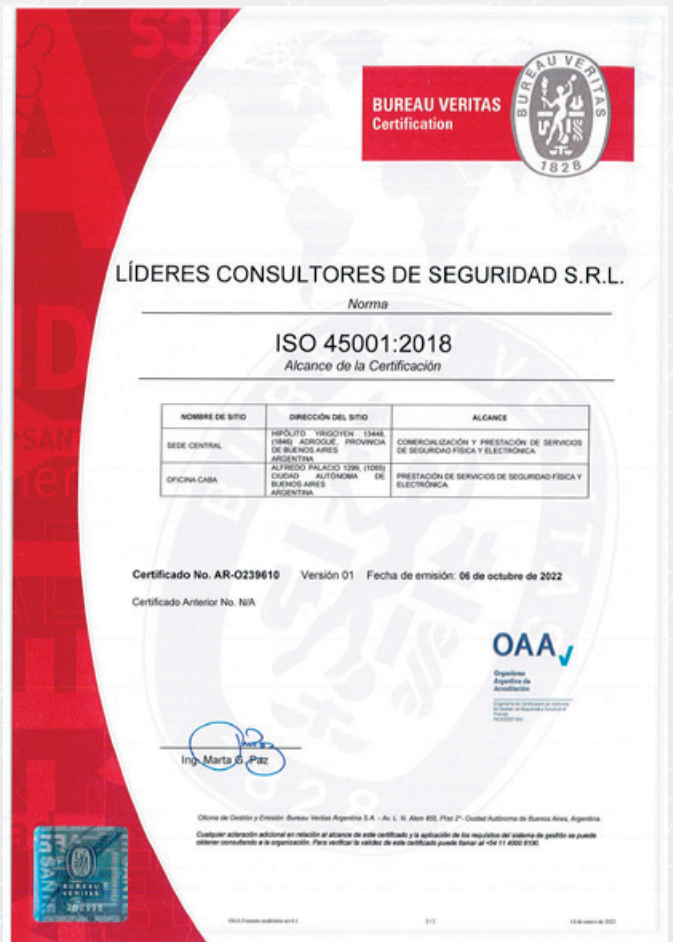 BUREAU VERITAS
Certification
BUREAU VERITAS
1828
LÍDERES CONSULTORES DE SEGURIDAD S.R.L.
Norma
ISO 45001:2018
Alcance de la Certificación
NOMBRE DE SITIO DIRECCIÓN DEL SITIO ALCANCE
SEDE CENTRAL
HIPÓLITO YRIGOYEN 13448,
(1846) ADROGUÉ, PROVINCIA
DE BUENOS AIRES
ARGENTINA
COMERCIALIZACIÓN Y PRESTACIÓN DE SERVICIOS
DE SEGURIDAD FÍSICA Y ELECTRÓNICA.
OFICINA CABA
ALFREDO PALACIO 1299, (1065)
CIUDAD AUTÓNOMA DE
BUENOS AIRES
ARGENTINA
PRESTACIÓN DE SERVICIOS DE SEGURIDAD FÍSICA Y
ELECTRÓNICA.
Certificado No. AR-O239610 Versión 01 Fecha de emisión: 06 de octubre de 2022
Certificado Anterior No. N/A
OAA
Organismo
Argentino de
Acreditación
Ing. Marta G. Paz
Oficina de Gestión y Emisión: Bureau Veritas Argentina S.A. - Av. L. N. Alem 855, Piso 2°- Ciudad Autónoma de Buenos Aires, Argentina.
Cualquier aclaración adicional en relación al alcance de este certificado y la aplicación de los requisitos del sistema de gestión se puede
obtener consultando a la organización. Para verificar la validez de este certificado puede llamar al +54 11 4000 8100.
BUREAU
VERITAS
2/2
14 de enero de 2022